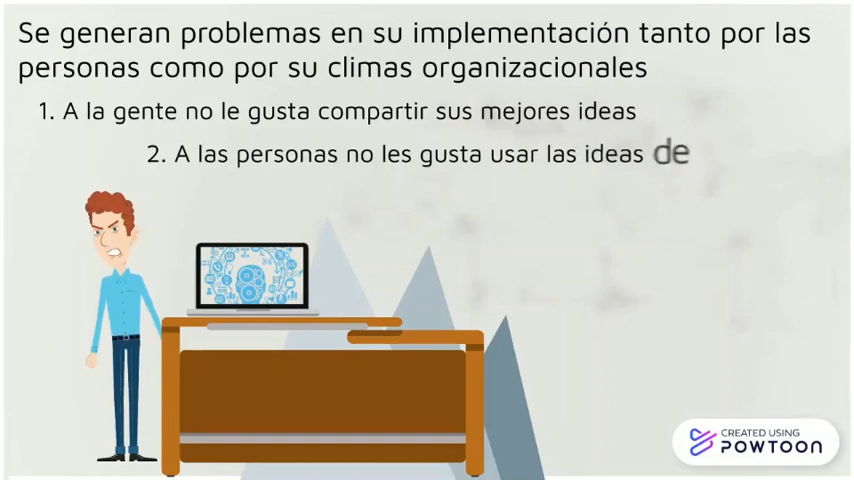 Se generan problemas en su implementación tanto por las
personas como por su climas organizacionales
1. A la gente no le gusta compartir sus mejores ideas
2. A las personas no les gusta usar las ideas de
CREATED USING
POWTOON